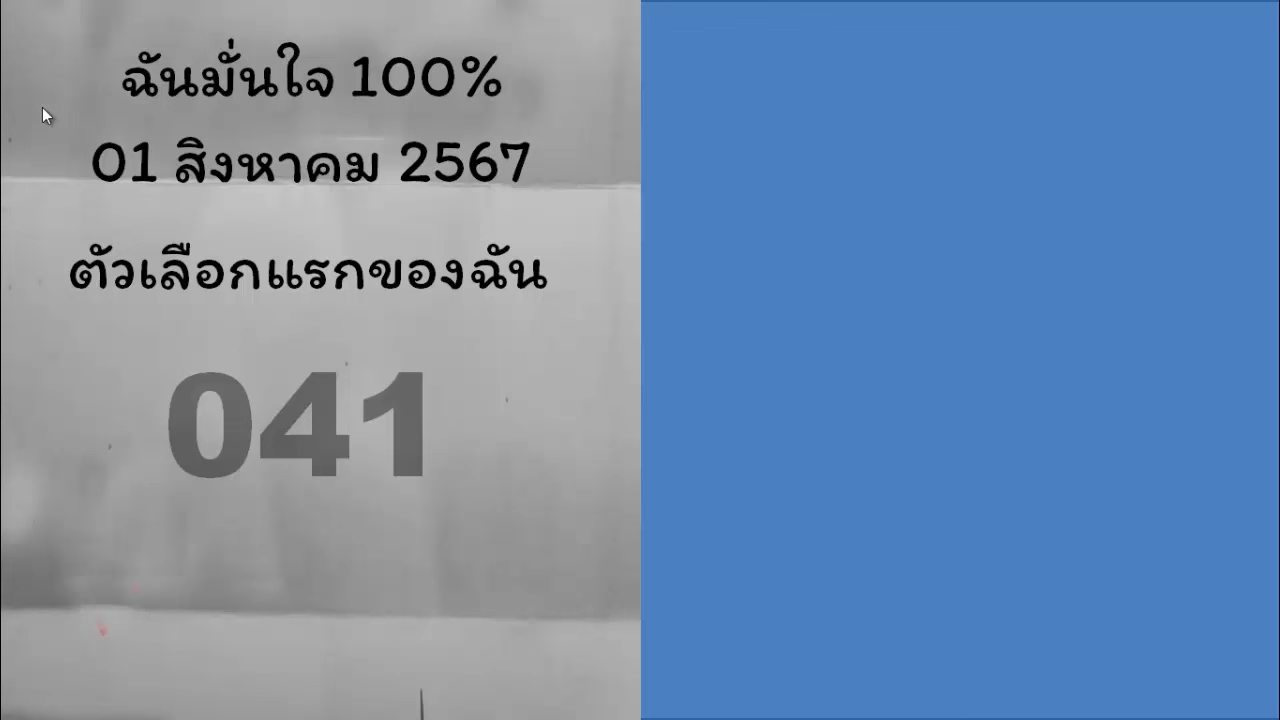 ฉันมั่นใจ 100%
01 สิงหาคม 2567
ตัวเลือกแรกของฉัน
041